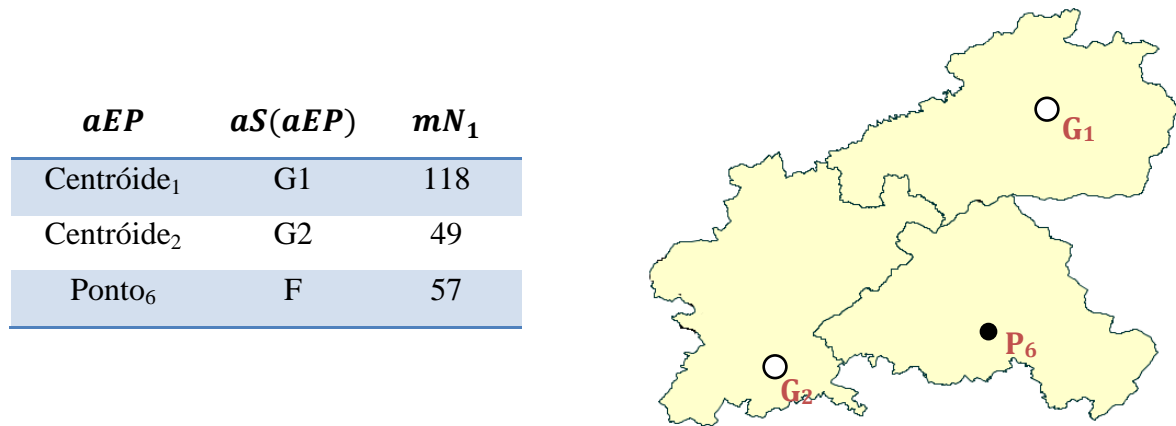 aEP aS(aEP) mN₁
Centróide₁ G1 118
Centróide₂ G2 49
Ponto₆ F 57
G₁
P₆
G₂